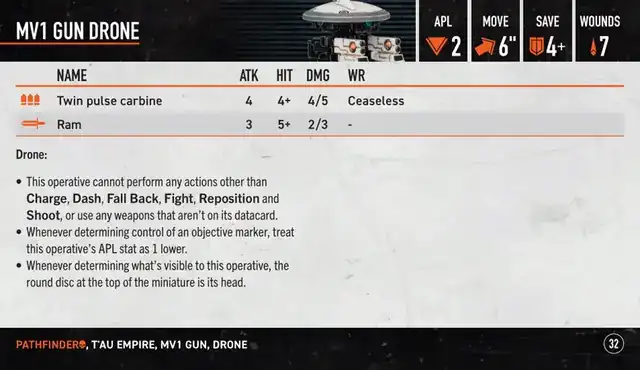 MV1 GUN DRONE
APL
2
MOVE
6"
SAVE
4+
WOUNDS
7
NAME ATK HIT DMG WR
Twin pulse carbine 4 4+ 4/5 Ceaseless
Ram 3 5+ 2/3 -
Drone:
• This operative cannot perform any actions other than
Charge, Dash, Fall Back, Fight, Reposition and
Shoot, or use any weapons that aren't on its datacard.
• Whenever determining control of an objective marker, treat
this operative's APL stat as 1 lower.
• Whenever determining what's visible to this operative, the
round disc at the top of the miniature is its head.
PATHFINDER, T'AU EMPIRE, MV1 GUN, DRONE
32